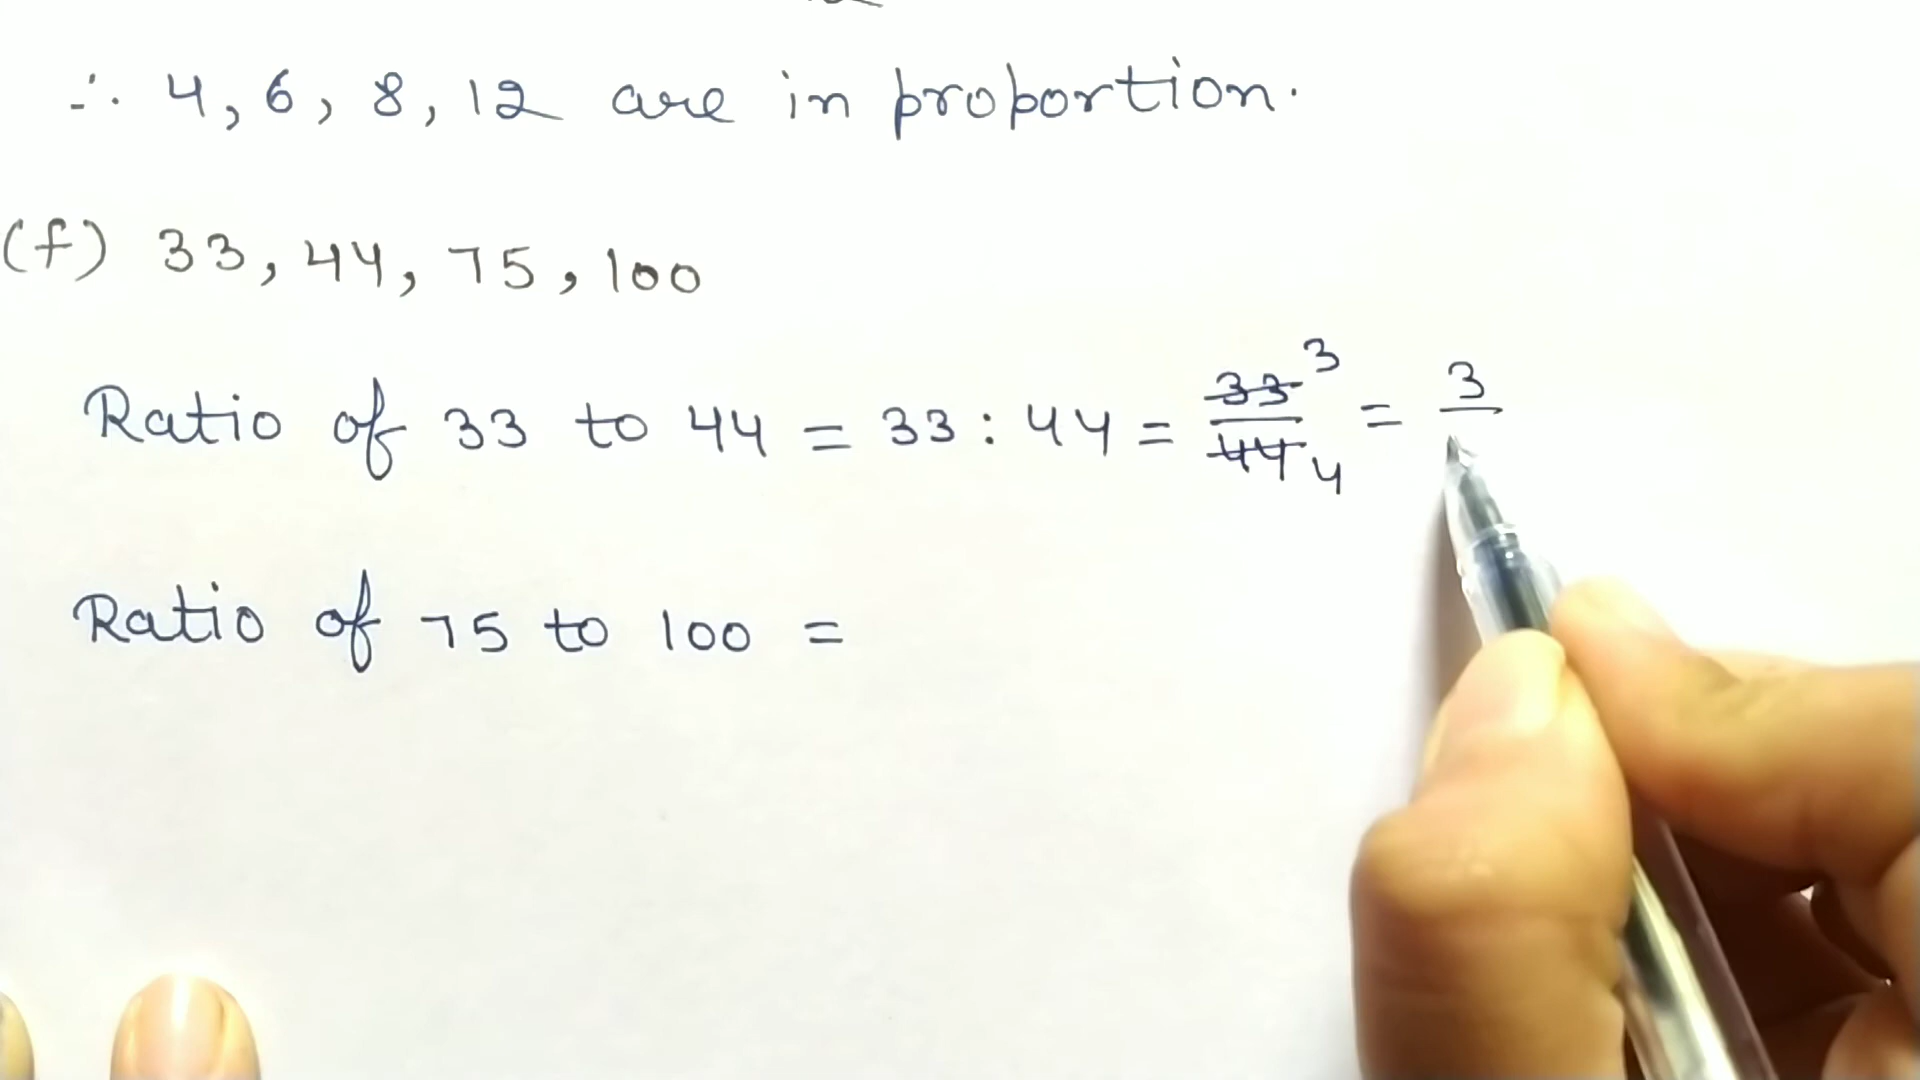 ∴ 4, 6, 8, 12 are in proportion.
(f) 33, 44, 75, 100
Ratio of 33 to 44 = 33 : 44 = 33 3 / 44 4 = 3 /
Ratio of 75 to 100 =